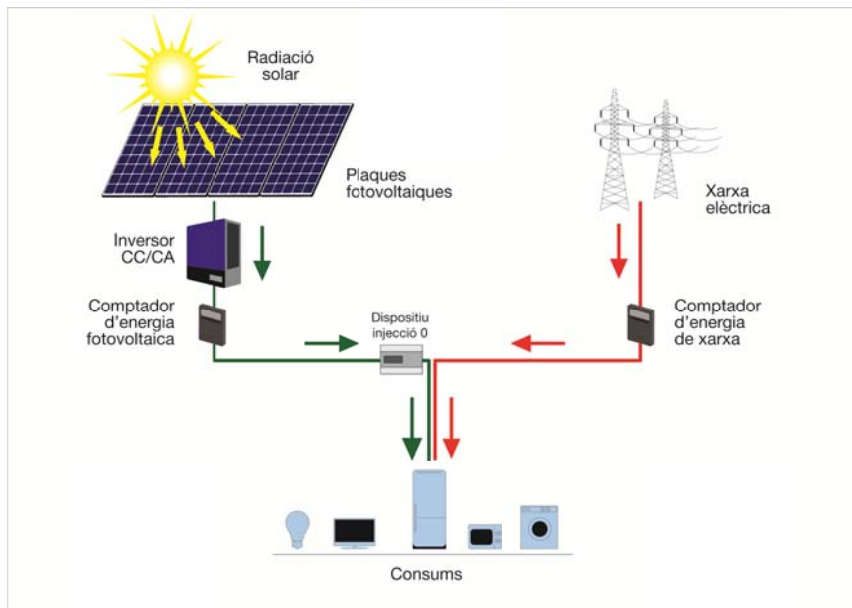 Radiació
solar
Plaques
fotovoltaiques
Xarxa
elèctrica
Inversor
CC/CA
Comptador
d'energia
fotovoltaica
Dispositiu
injecció 0
Comptador
d'energia
de xarxa
Consums